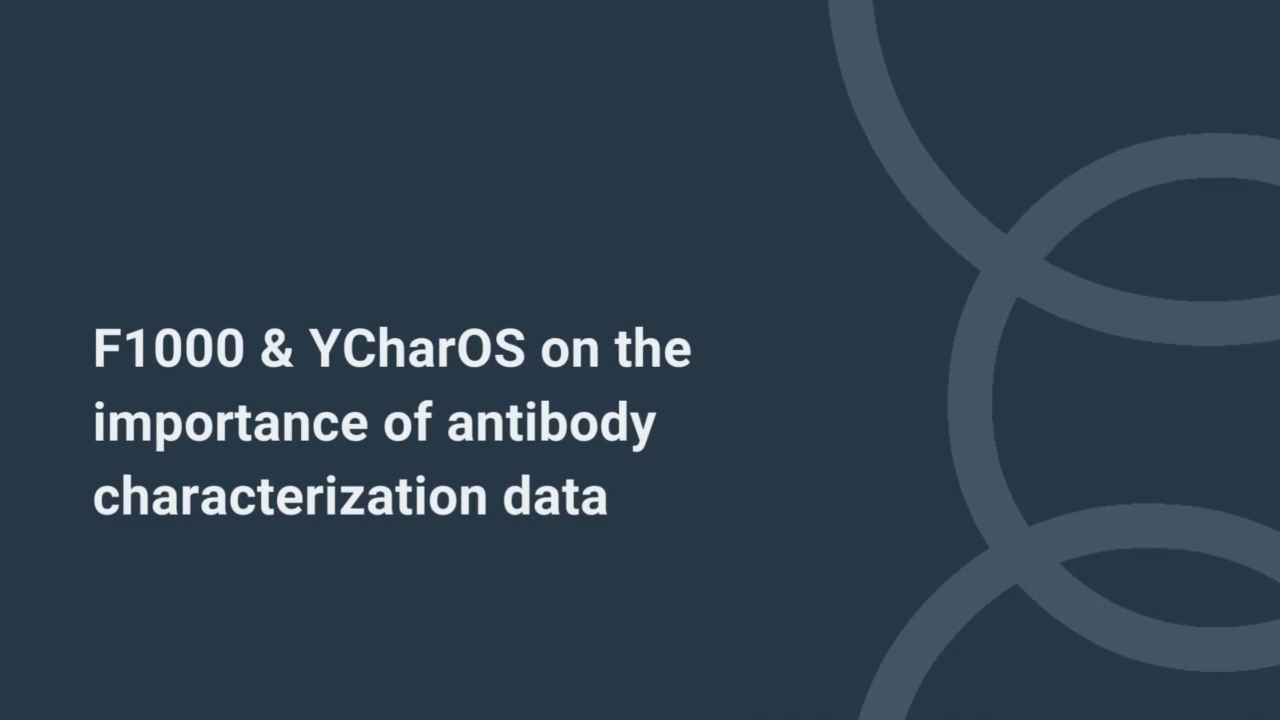 F1000 & YCharOS on the
importance of antibody
characterization data